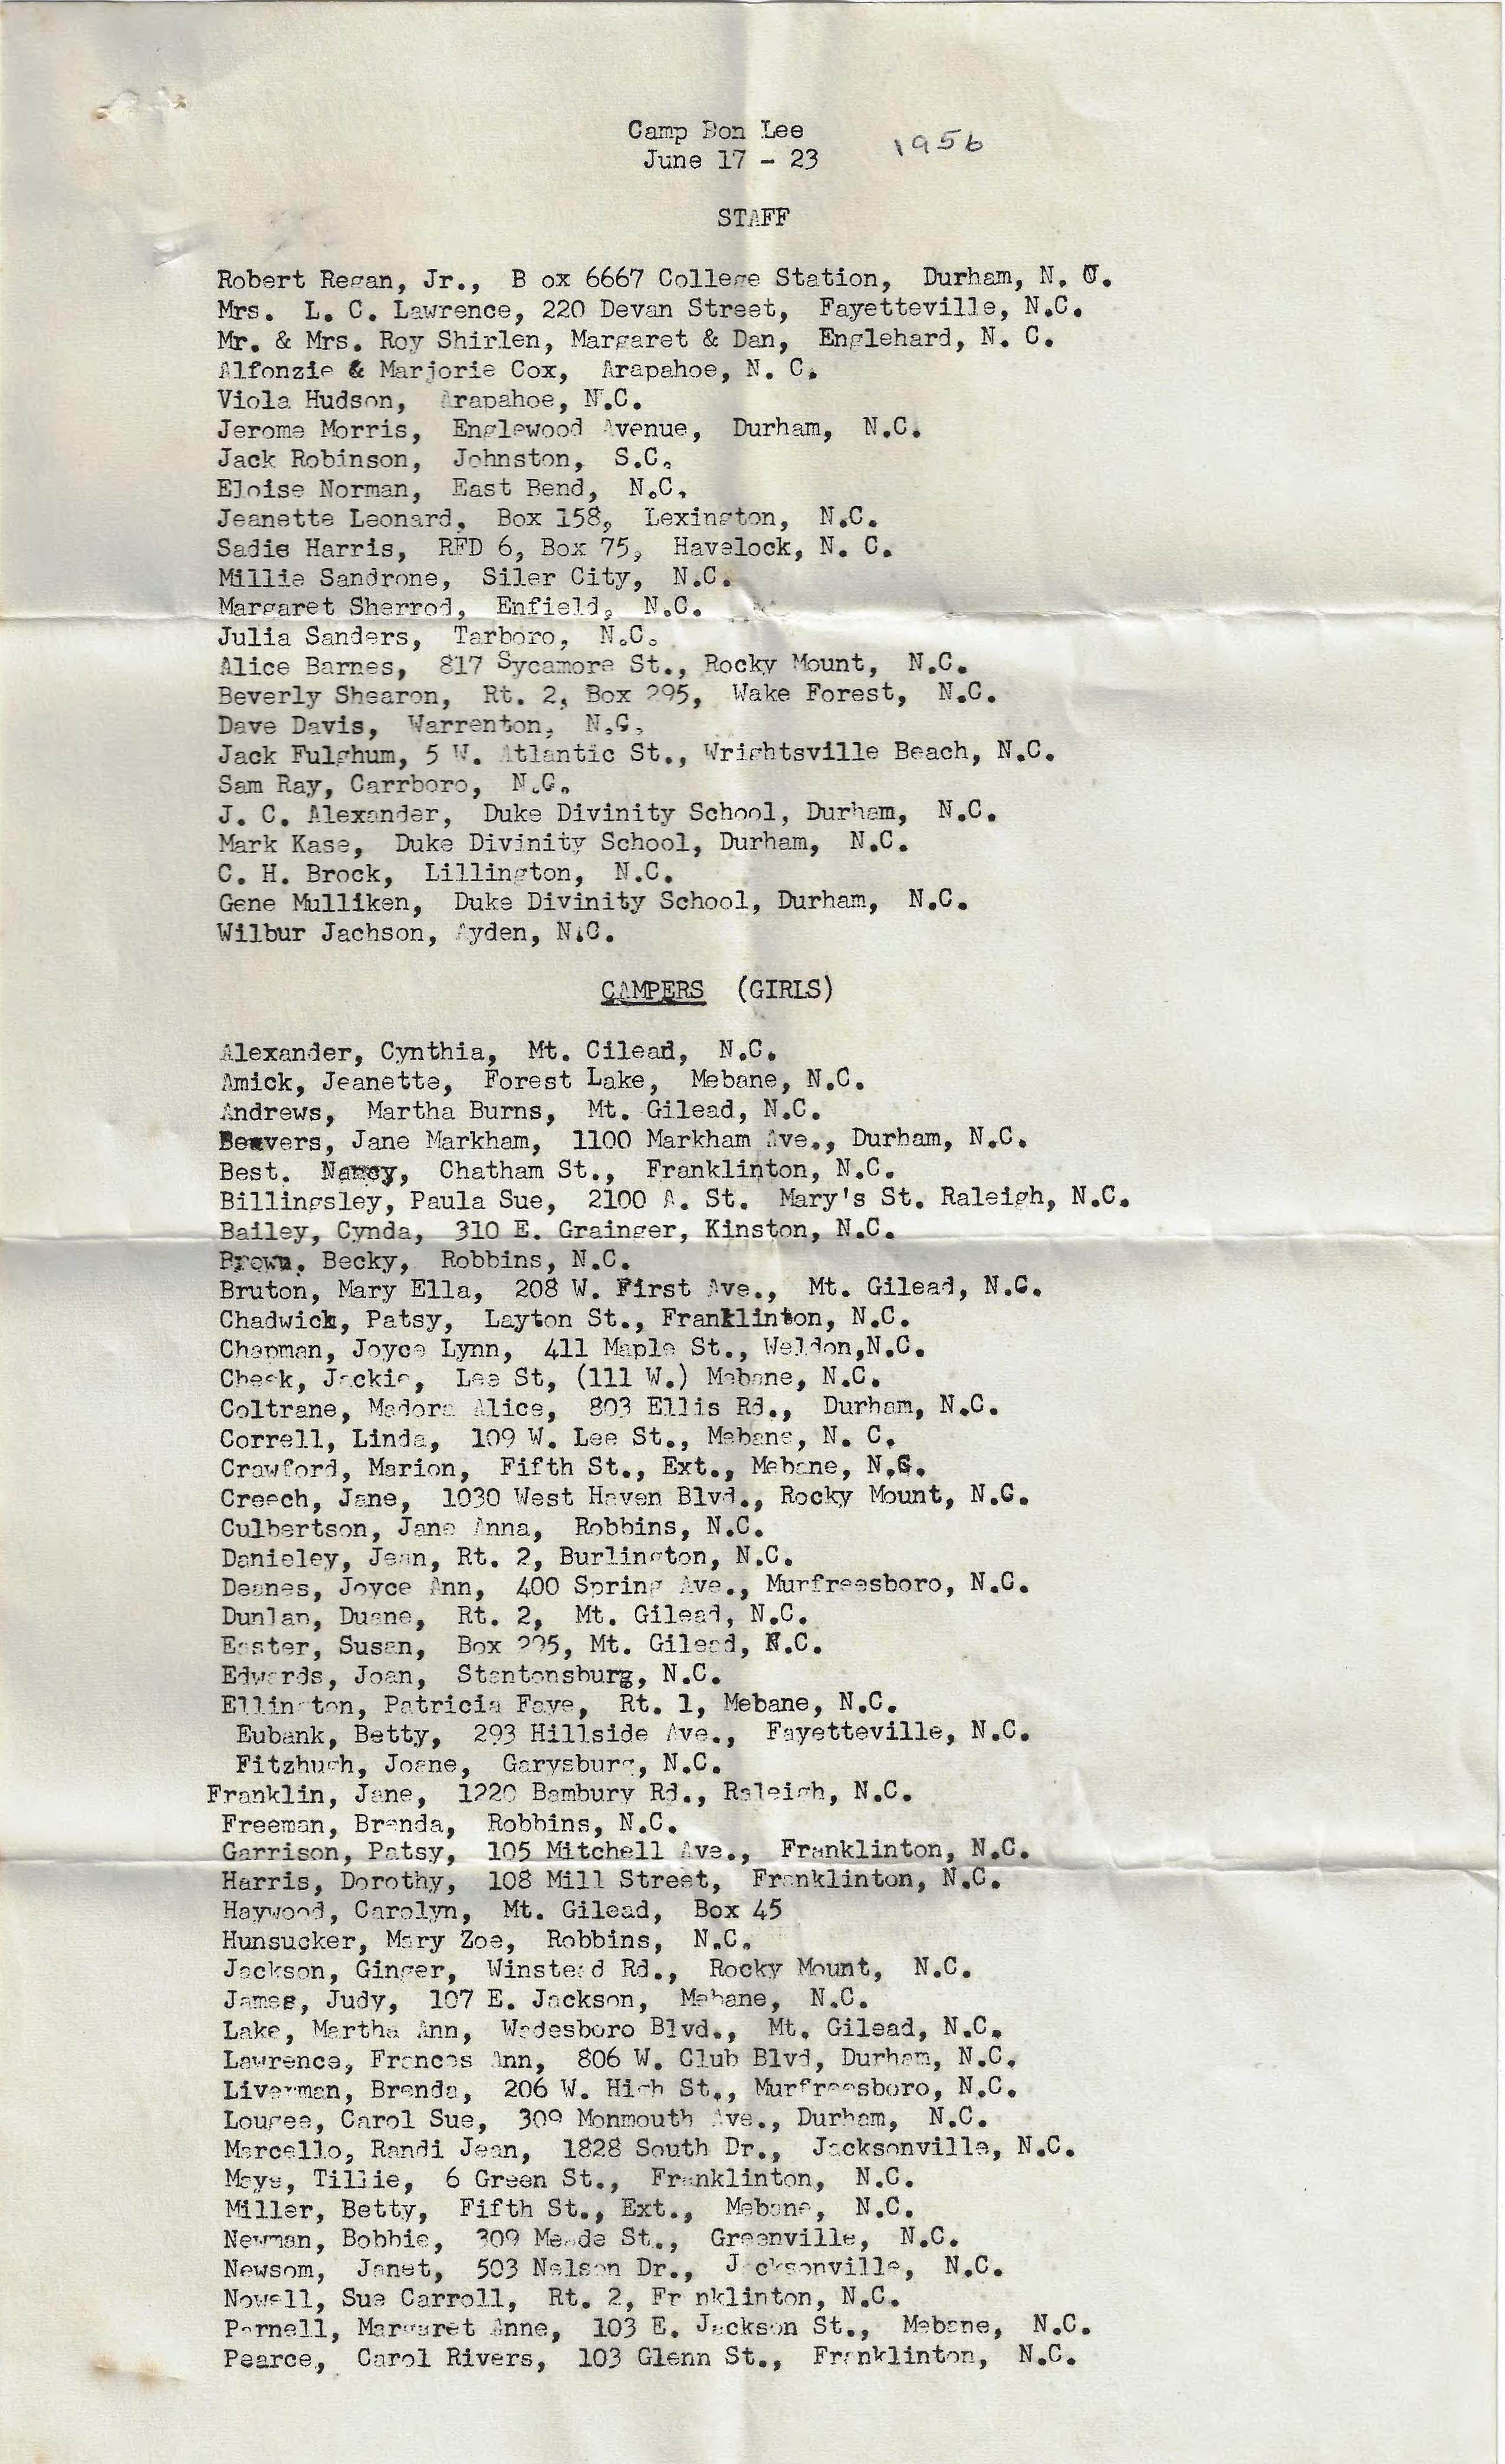 Camp Don Lee 1956
June 17 - 23
STAFF
Robert Regan, Jr., B ox 6667 College Station, Durham, N. C.
Mrs. L. C. Lawrence, 220 Devan Street, Fayetteville, N.C.
Mr. & Mrs. Roy Shirlen, Margaret & Dan, Englehard, N. C.
Alfonzie & Marjorie Cox, Arapahoe, N. C.
Viola Hudson, Arapahoe, N.C.
Jerome Morris, Englewood Avenue, Durham, N.C.
Jack Robinson, Johnston, S.C.
Eloise Norman, East Bend, N.C.
Jeanette Leonard, Box 158, Lexington, N.C.
Sadie Harris, RFD 6, Box 75, Havelock, N. C.
Millie Sandrone, Siler City, N.C.
Margaret Sherrod, Enfield, N.C.
Julia Sanders, Tarboro, N.C.
Alice Barnes, 817 Sycamore St., Rocky Mount, N.C.
Beverly Shearon, Rt. 2, Box 295, Wake Forest, N.C.
Dave Davis, Warrenton, N.C.
Jack Fulghum, 5 W. Atlantic St., Wrightsville Beach, N.C.
Sam Ray, Carrboro, N.C.
J. C. Alexander, Duke Divinity School, Durham, N.C.
Mark Kase, Duke Divinity School, Durham, N.C.
C. H. Brock, Lillington, N.C.
Gene Mulliken, Duke Divinity School, Durham, N.C.
Wilbur Jachson, Ayden, N.C.
CAMPERS (GIRLS)
Alexander, Cynthia, Mt. Cilead, N.C.
Amick, Jeanette, Forest Lake, Mebane, N.C.
Andrews, Martha Burns, Mt. Gilead, N.C.
Beavers, Jane Markham, 1100 Markham Ave., Durham, N.C.
Best. Nancy, Chatham St., Franklinton, N.C.
Billingsley, Paula Sue, 2100 A. St. Mary's St. Raleigh, N.C.
Bailey, Cynda, 310 E. Grainger, Kinston, N.C.
Brown, Becky, Robbins, N.C.
Bruton, Mary Ella, 208 W. First Ave., Mt. Gilead, N.C.
Chadwick, Patsy, Layton St., Franklinton, N.C.
Chapman, Joyce Lynn, 411 Maple St., Weldon,N.C.
Cheek, Jackie, Lee St, (111 W.) Mebane, N.C.
Coltrane, Madora Alice, 803 Ellis Rd., Durham, N.C.
Correll, Linda, 109 W. Lee St., Mebane, N. C.
Crawford, Marion, Fifth St., Ext., Mebane, N.C.
Creech, Jane, 1030 West Haven Blvd., Rocky Mount, N.C.
Culbertson, Jane Anna, Robbins, N.C.
Danieley, Jean, Rt. 2, Burlington, N.C.
Deanes, Joyce Ann, 400 Spring Ave., Murfreesboro, N.C.
Dunlap, Duane, Rt. 2, Mt. Gilead, N.C.
Easter, Susan, Box 295, Mt. Gilead, N.C.
Edwards, Joan, Stantonsburg, N.C.
Ellington, Patricia Faye, Rt. 1, Mebane, N.C.
Eubank, Betty, 293 Hillside Ave., Fayetteville, N.C.
Fitzhugh, Joane, Garysburg, N.C.
Franklin, Jane, 1220 Bambury Rd., Raleigh, N.C.
Freeman, Brenda, Robbins, N.C.
Garrison, Patsy, 105 Mitchell Ave., Franklinton, N.C.
Harris, Dorothy, 108 Mill Street, Franklinton, N.C.
Haywood, Carolyn, Mt. Gilead, Box 45
Hunsucker, Mary Zoe, Robbins, N.C.
Jackson, Ginger, Winstead Rd., Rocky Mount, N.C.
James, Judy, 107 E. Jackson, Mebane, N.C.
Lake, Martha Ann, Wadesboro Blvd., Mt. Gilead, N.C.
Lawrence, Frances Ann, 806 W. Club Blvd, Durham, N.C.
Liverman, Brenda, 206 W. High St., Murfreesboro, N.C.
Lougee, Carol Sue, 309 Monmouth Ave., Durham, N.C.
Marcello, Randi Jean, 1828 South Dr., Jacksonville, N.C.
Mays, Tillie, 6 Green St., Franklinton, N.C.
Miller, Betty, Fifth St., Ext., Mebane, N.C.
Newman, Bobbie, 309 Meade St., Greenville, N.C.
Newsom, Janet, 503 Nelson Dr., Jacksonville, N.C.
Nowell, Sue Carroll, Rt. 2, Franklinton, N.C.
Parnell, Margaret Anne, 103 E. Jackson St., Mebane, N.C.
Pearce, Carol Rivers, 103 Glenn St., Franklinton, N.C.